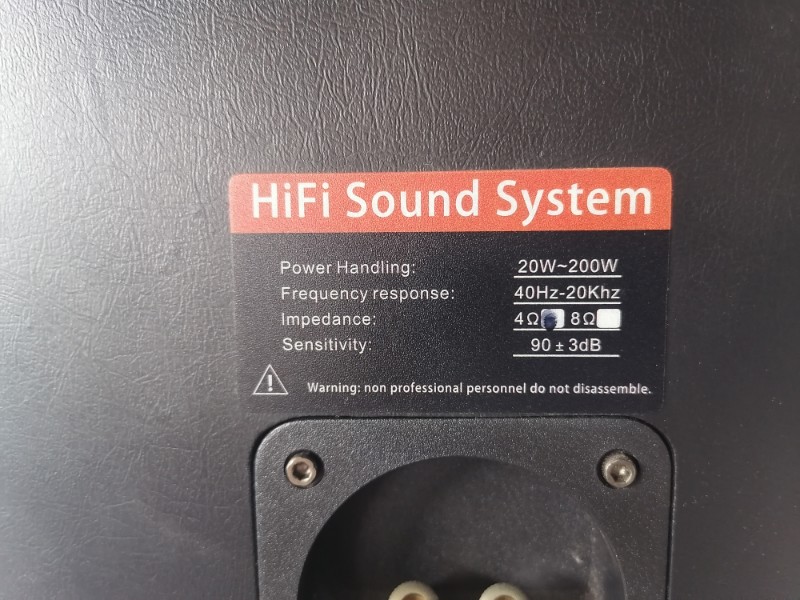 HiFi Sound System
Power Handling: 20W~200W
Frequency response: 40Hz-20Khz
Impedance: 4Ω 8Ω
Sensitivity: 90±3dB
Warning: non professional personnel do not disassemble.